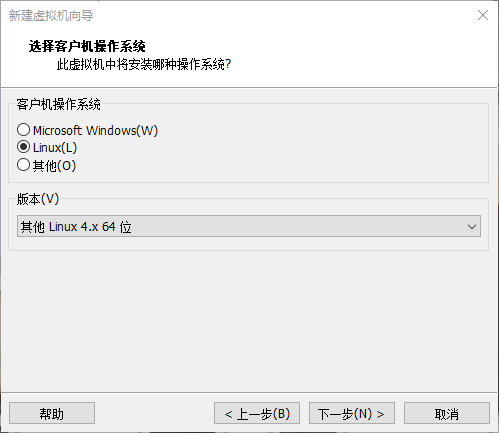 新建虚拟机向导
选择客户机操作系统
此虚拟机中将安装哪种操作系统?
客户机操作系统
Microsoft Windows(W)
Linux(L)
其他(O)
版本(V)
其他 Linux 4.x 64 位
帮助
< 上一步(B)
下一步(N) >
取消